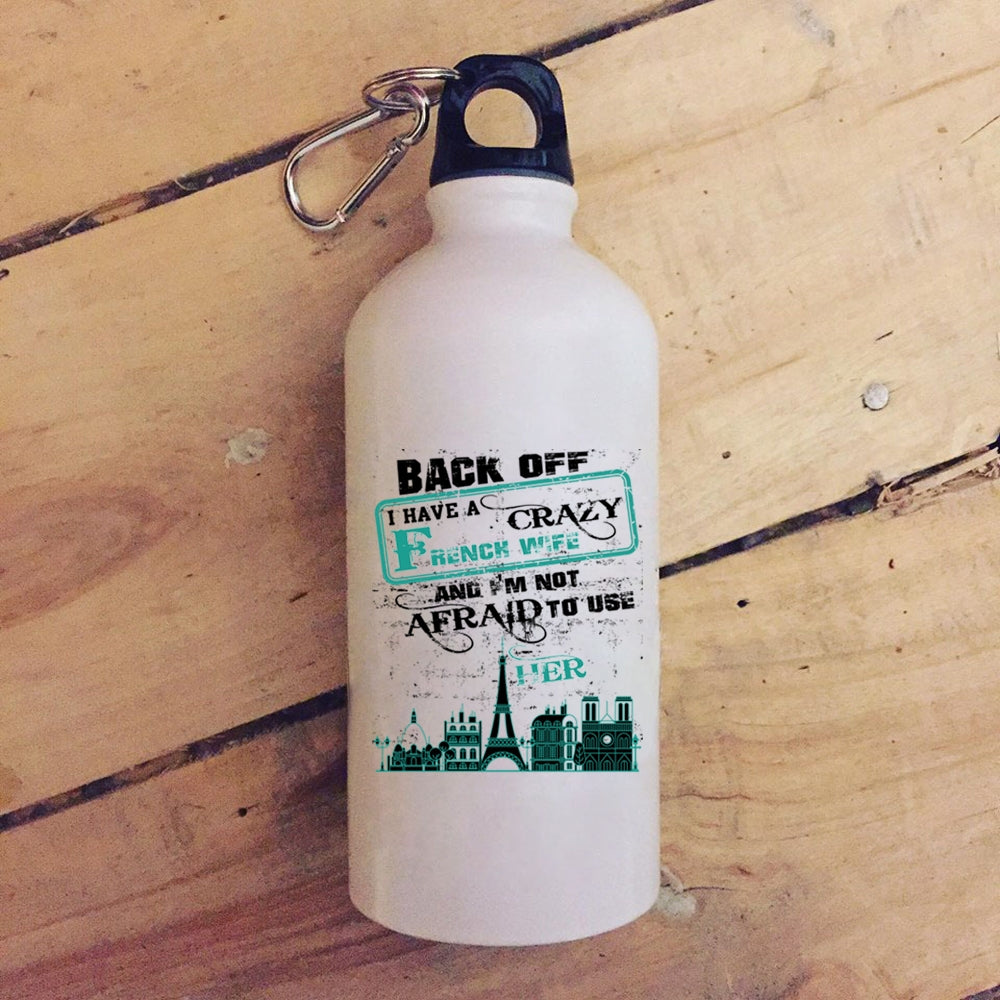 BACK OFF
I HAVE A CRAZY
FRENCH WIFE
AND I'M NOT
AFRAID TO USE
HER